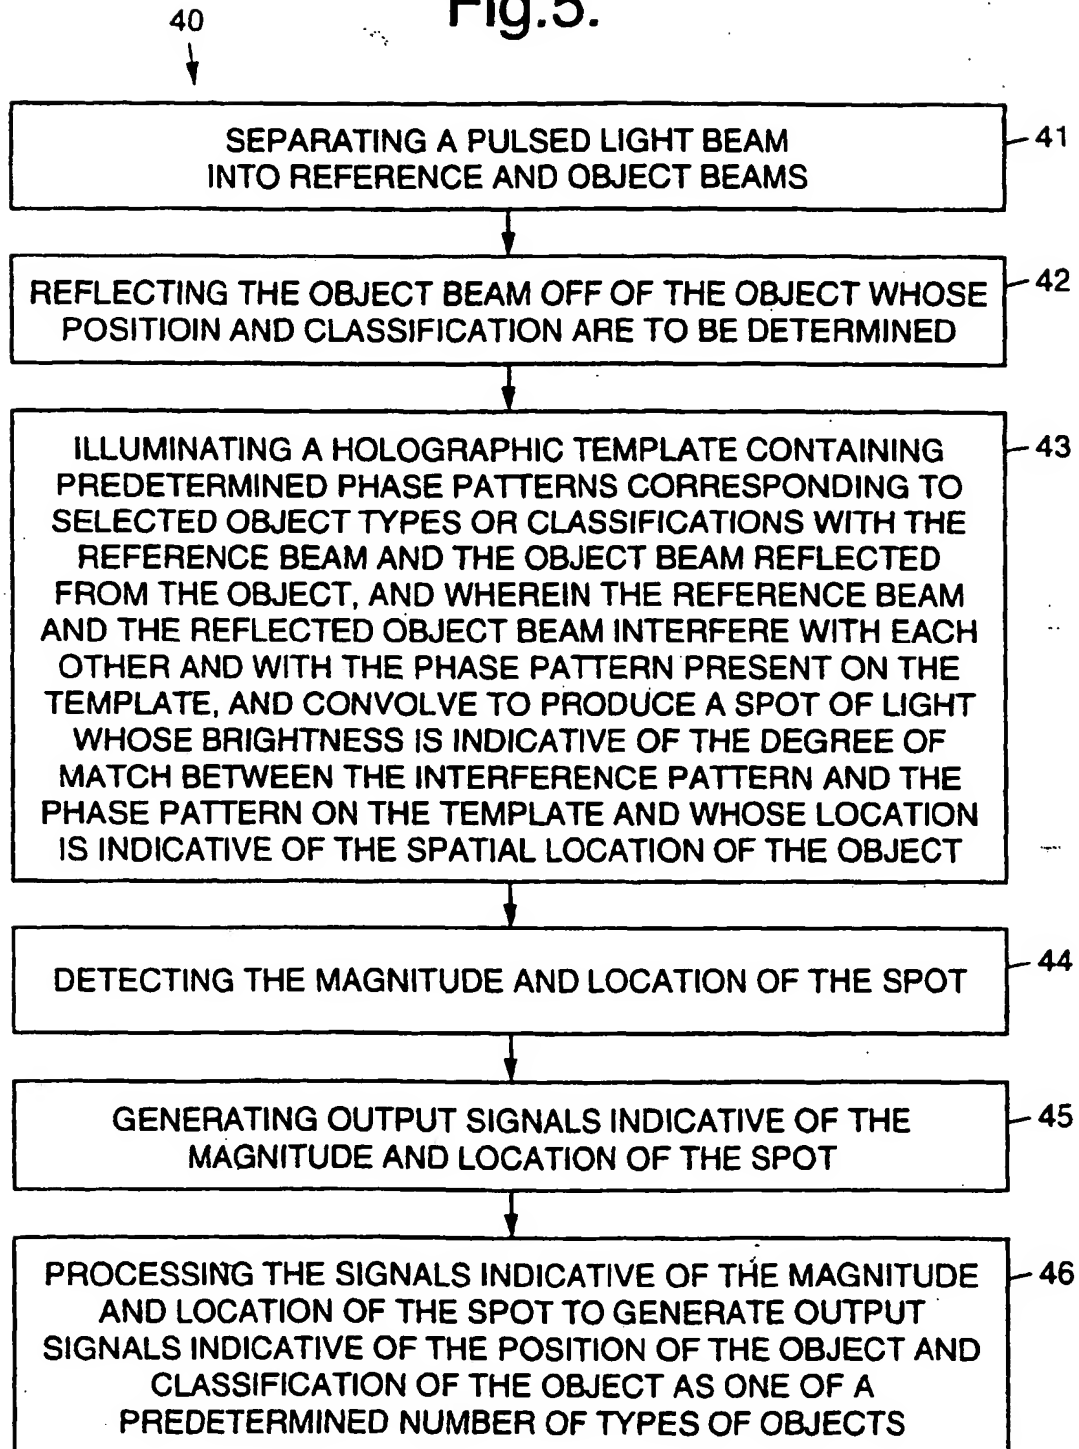 Fig.5.
40
SEPARATING A PULSED LIGHT BEAM
INTO REFERENCE AND OBJECT BEAMS
41
REFLECTING THE OBJECT BEAM OFF OF THE OBJECT WHOSE
POSITIOIN AND CLASSIFICATION ARE TO BE DETERMINED
42
ILLUMINATING A HOLOGRAPHIC TEMPLATE CONTAINING
PREDETERMINED PHASE PATTERNS CORRESPONDING TO
SELECTED OBJECT TYPES OR CLASSIFICATIONS WITH THE
REFERENCE BEAM AND THE OBJECT BEAM REFLECTED
FROM THE OBJECT, AND WHEREIN THE REFERENCE BEAM
AND THE REFLECTED OBJECT BEAM INTERFERE WITH EACH
OTHER AND WITH THE PHASE PATTERN PRESENT ON THE
TEMPLATE, AND CONVOLVE TO PRODUCE A SPOT OF LIGHT
WHOSE BRIGHTNESS IS INDICATIVE OF THE DEGREE OF
MATCH BETWEEN THE INTERFERENCE PATTERN AND THE
PHASE PATTERN ON THE TEMPLATE AND WHOSE LOCATION
IS INDICATIVE OF THE SPATIAL LOCATION OF THE OBJECT
43
DETECTING THE MAGNITUDE AND LOCATION OF THE SPOT
44
GENERATING OUTPUT SIGNALS INDICATIVE OF THE
MAGNITUDE AND LOCATION OF THE SPOT
45
PROCESSING THE SIGNALS INDICATIVE OF THE MAGNITUDE
AND LOCATION OF THE SPOT TO GENERATE OUTPUT
SIGNALS INDICATIVE OF THE POSITION OF THE OBJECT AND
CLASSIFICATION OF THE OBJECT AS ONE OF A
PREDETERMINED NUMBER OF TYPES OF OBJECTS
46